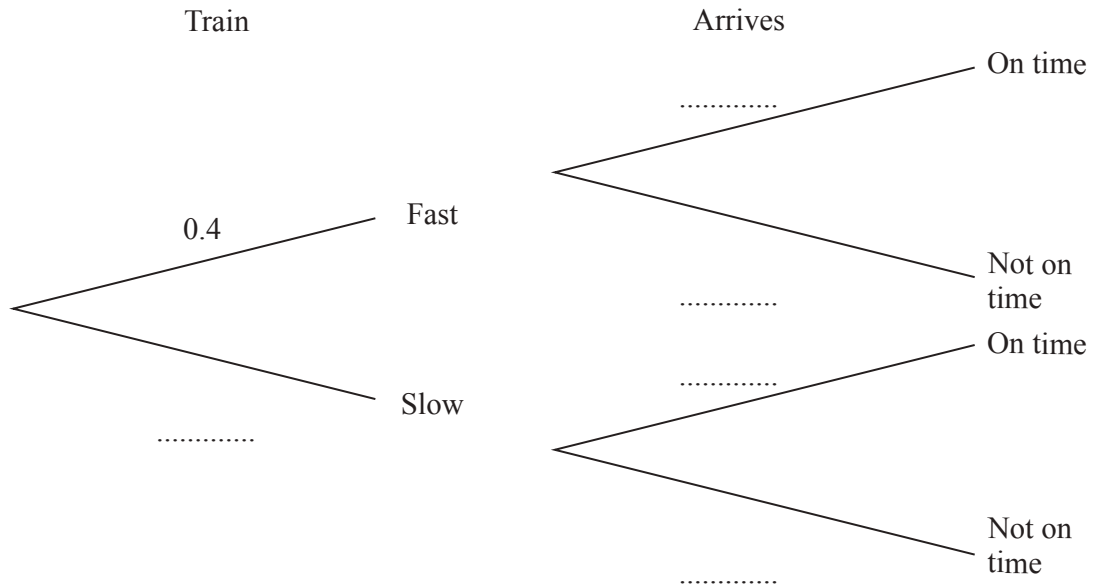 Train
Arrives
On time
.............
0.4
Fast
Not on
time
.............
On time
.............
Slow
.............
Not on
time
.............